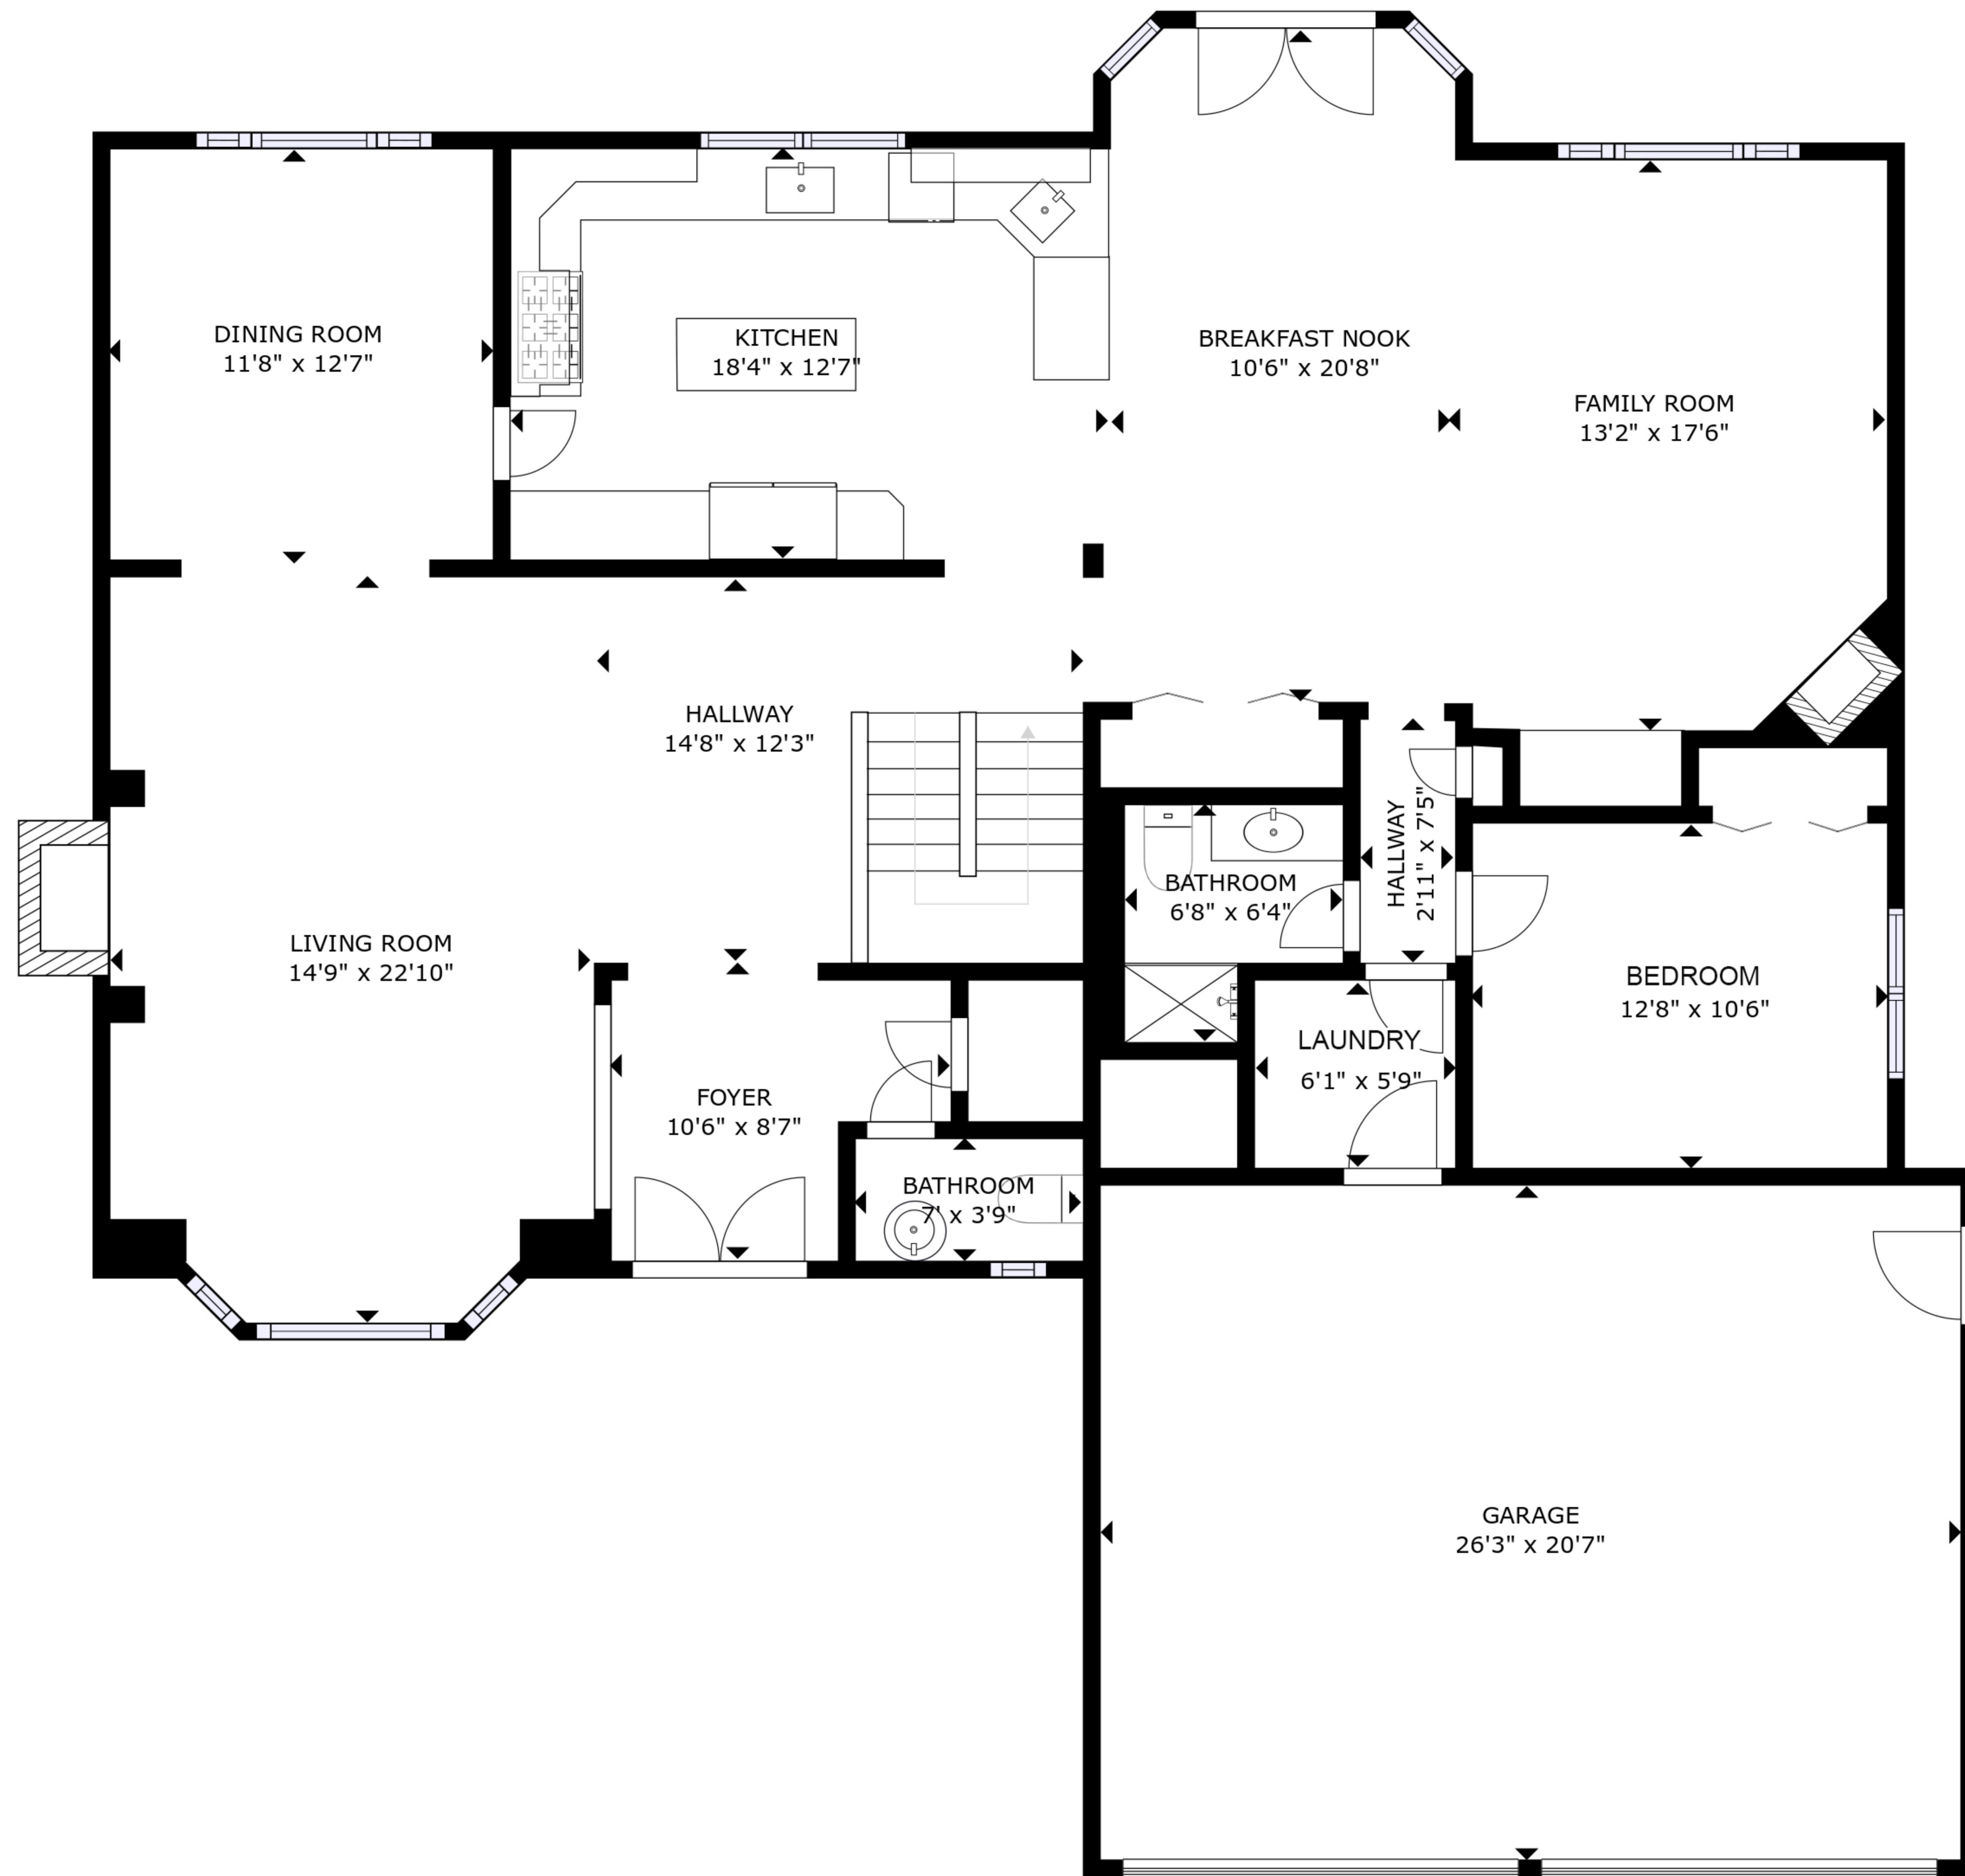 DINING ROOM
11'8" x 12'7"
KITCHEN
18'4" x 12'7"
BREAKFAST NOOK
10'6" x 20'8"
FAMILY ROOM
13'2" x 17'6"
HALLWAY
14'8" x 12'3"
HALLWAY
2'11" x 7'5"
BATHROOM
6'8" x 6'4"
LIVING ROOM
14'9" x 22'10"
BEDROOM
12'8" x 10'6"
LAUNDRY
6'1" x 5'9"
FOYER
10'6" x 8'7"
BATHROOM
7' x 3'9"
GARAGE
26'3" x 20'7"